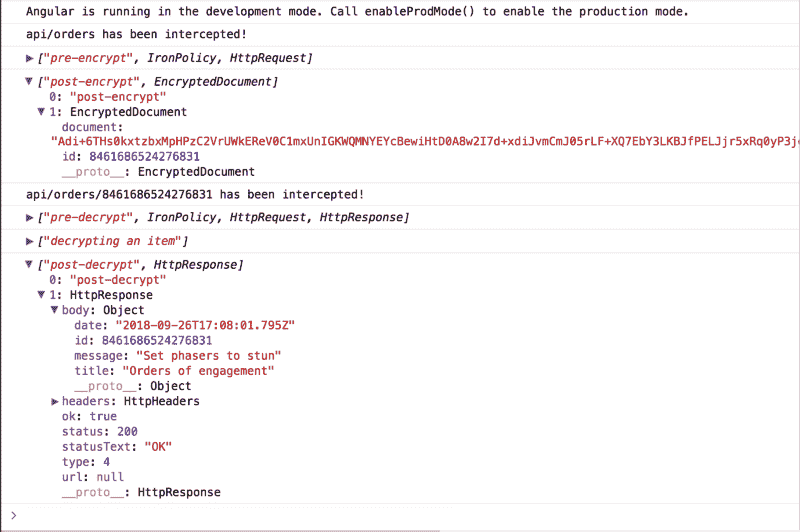 Angular is running in the development mode. Call enableProdMode() to enable the production mode.
api/orders has been intercepted!
▶ ["pre-encrypt", IronPolicy, HttpRequest]
▼ ["post-encrypt", EncryptedDocument]
0: "post-encrypt"
▼ 1: EncryptedDocument
document:
"Adi+6THs0kxtzbxMpHPzC2VrUWkEReV0C1mxUnIGKWQMNYEYcBewiHtD0A8w2I7d+xdiJvmCmJ05rLF+XQ7EbY3LKBJfPELJjr5xRq0yP3j
id: 8461686524276831
__proto__: EncryptedDocument
api/orders/8461686524276831 has been intercepted!
▶ ["pre-decrypt", IronPolicy, HttpRequest, HttpResponse]
▶ ["decrypting an item"]
▼ ["post-decrypt", HttpResponse]
0: "post-decrypt"
▼ 1: HttpResponse
▼ body: Object
date: "2018-09-26T17:08:01.795Z"
id: 8461686524276831
message: "Set phasers to stun"
title: "Orders of engagement"
__proto__: Object
▶ headers: HttpHeaders
ok: true
status: 200
statusText: "OK"
type: 4
url: null
__proto__: HttpResponse
>